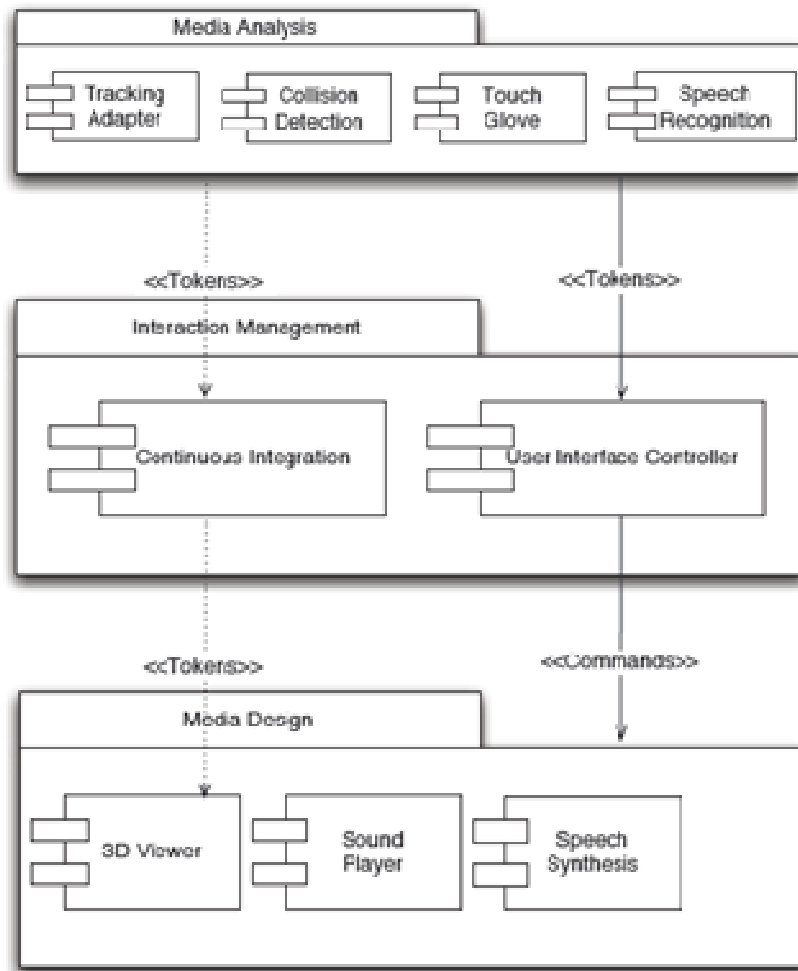 Media Analysis
Tracking
Adapter
Collision
Detection
Touch
Glove
Speech
Recognition
<<Tokens>>
<<Tokens>>
Interaction Management
Continuous Integration
User Interface Controller
<<Tokens>>
<<Commands>>
Media Design
3D Viewer
Sound
Player
Speech
Synthesis